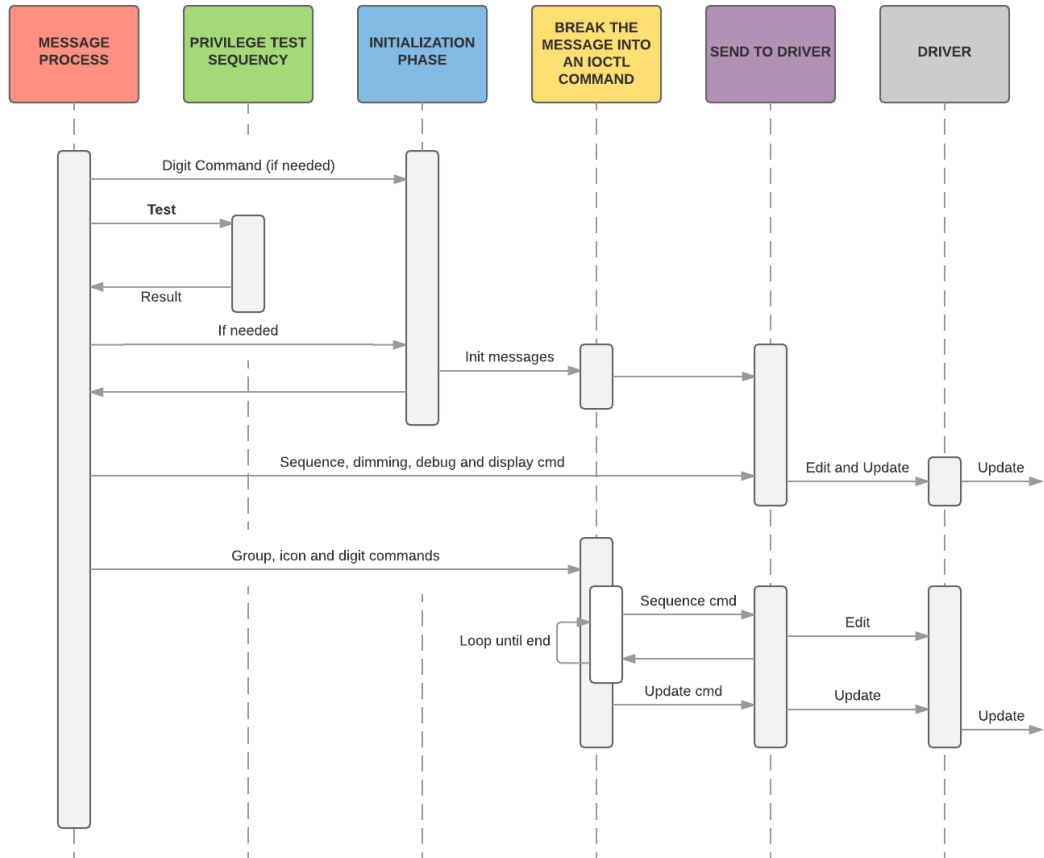 MESSAGE
PROCESS
PRIVILEGE TEST
SEQUENCY
INITIALIZATION
PHASE
BREAK THE
MESSAGE INTO
AN IOCTL
COMMAND
SEND TO DRIVER
DRIVER
Digit Command (if needed)
Test
Result
If needed
Init messages
Sequence, dimming, debug and display cmd
Edit and Update
Update
Group, icon and digit commands
Sequence cmd
Edit
Loop until end
Update cmd
Update
Update